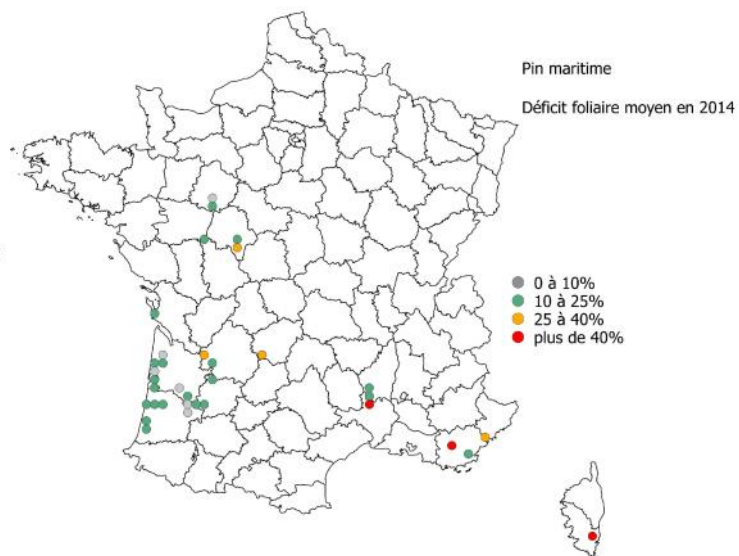 Pin maritime
Déficit foliaire moyen en 2014
0 à 10%
10 à 25%
25 à 40%
plus de 40%